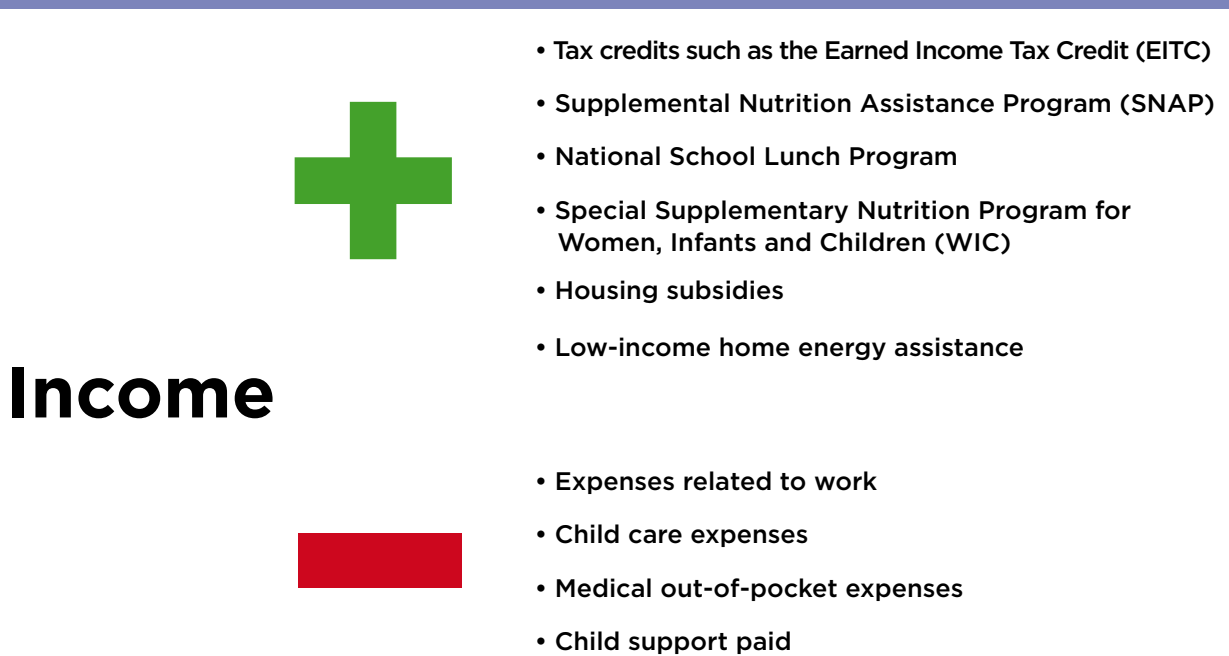 • Tax credits such as the Earned Income Tax Credit (EITC)
• Supplemental Nutrition Assistance Program (SNAP)
• National School Lunch Program
• Special Supplementary Nutrition Program for
Women, Infants and Children (WIC)
• Housing subsidies
• Low-income home energy assistance
Income
• Expenses related to work
• Child care expenses
• Medical out-of-pocket expenses
• Child support paid